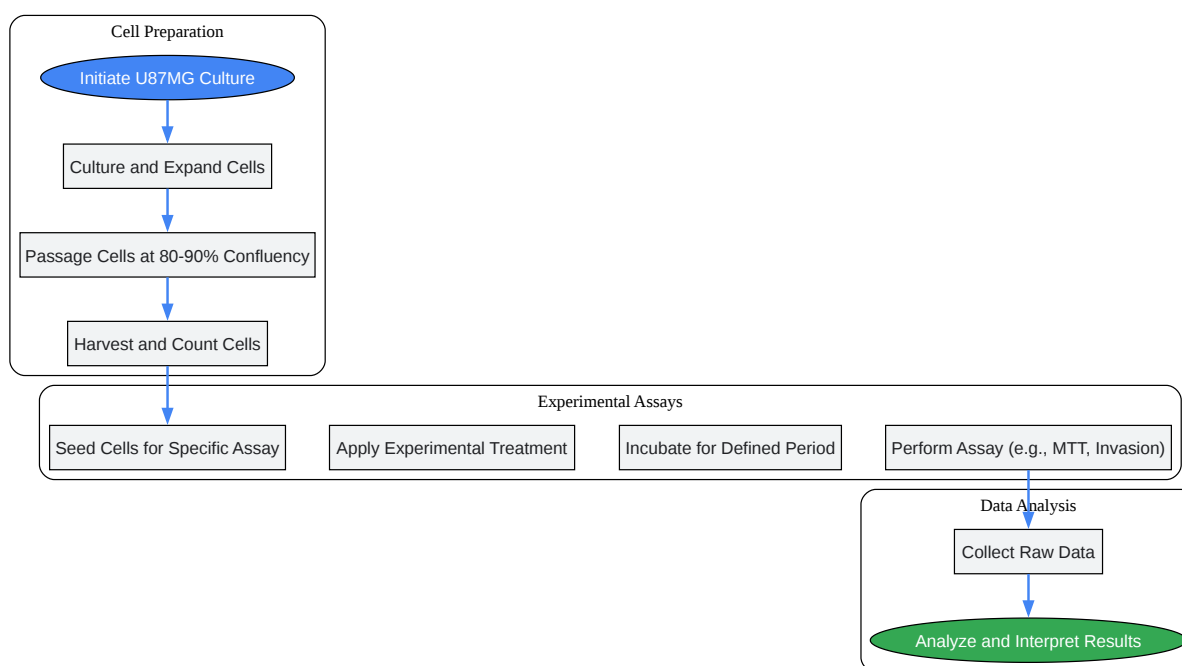 Cell Preparation
Initiate U87MG Culture
Culture and Expand Cells
Passage Cells at 80-90% Confluency
Harvest and Count Cells
Experimental Assays
Seed Cells for Specific Assay
Apply Experimental Treatment
Incubate for Defined Period
Perform Assay (e.g., MTT, Invasion)
Data Analysis
Collect Raw Data
Analyze and Interpret Results